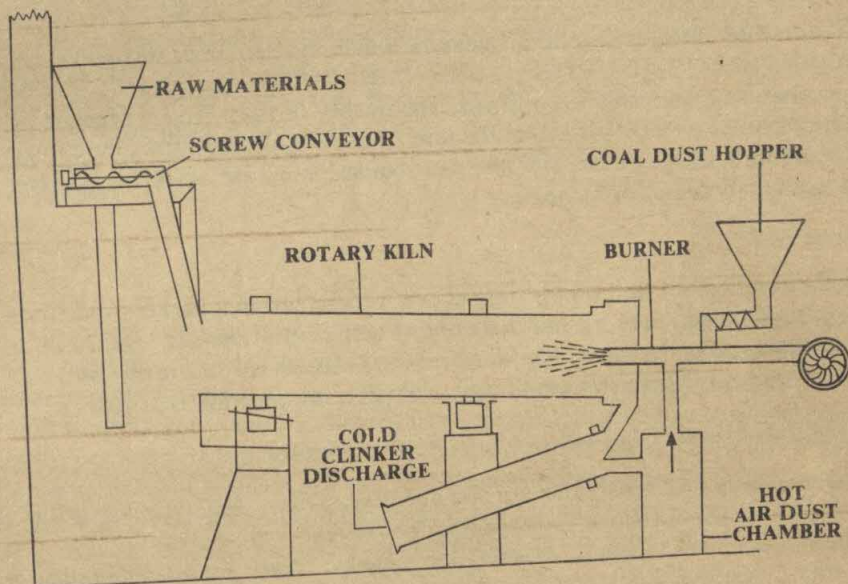 RAW MATERIALS
SCREW CONVEYOR
COAL DUST HOPPER
ROTARY KILN
BURNER
COLD
CLINKER
DISCHARGE
HOT
AIR DUST
CHAMBER